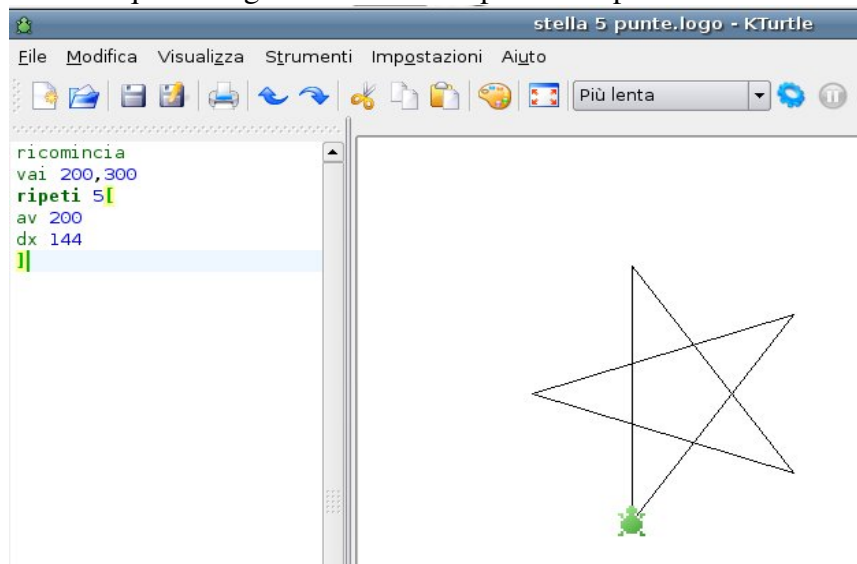 stella 5 punte.logo - KTurtle
File Modifica Visualizza Strumenti Impostazioni Aiuto
Più lenta
ricomincia
vai 200,300
ripeti 5[
av 200
dx 144
]